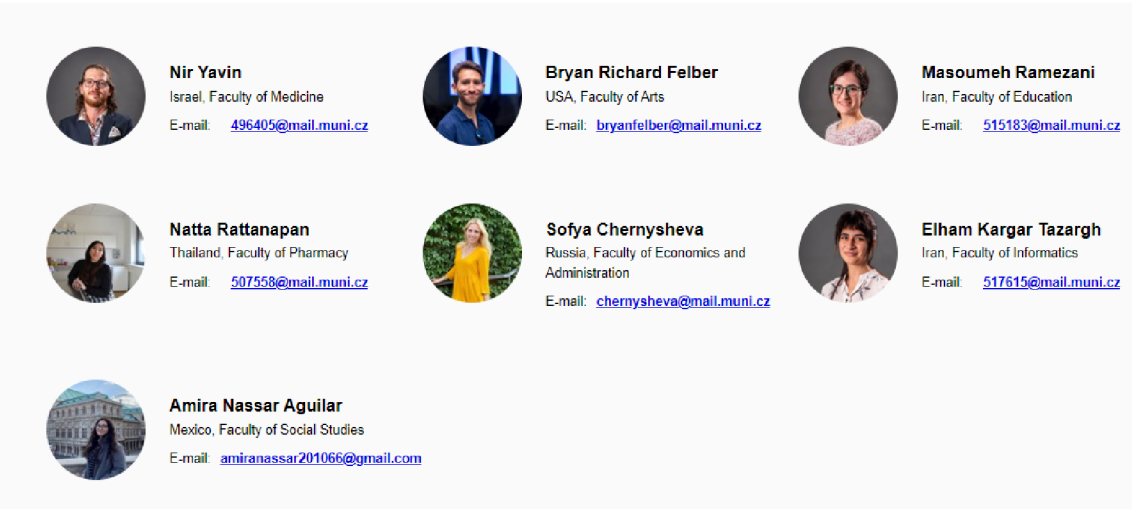 Nir Yavin
Israel, Faculty of Medicine
E-mail: 496405@mail.muni.cz
Bryan Richard Felber
USA, Faculty of Arts
E-mail: bryanfelber@mail.muni.cz
Masoumeh Ramezani
Iran, Faculty of Education
E-mail: 515183@mail.muni.cz
Natta Rattanapan
Thailand, Faculty of Pharmacy
E-mail: 507558@mail.muni.cz
Sofya Chernysheva
Russia, Faculty of Economics and
Administration
E-mail: chernysheva@mail.muni.cz
Elham Kargar Tazargh
Iran, Faculty of Informatics
E-mail: 517615@mail.muni.cz
Amira Nassar Aguilar
Mexico, Faculty of Social Studies
E-mail: amiranassar201066@gmail.com